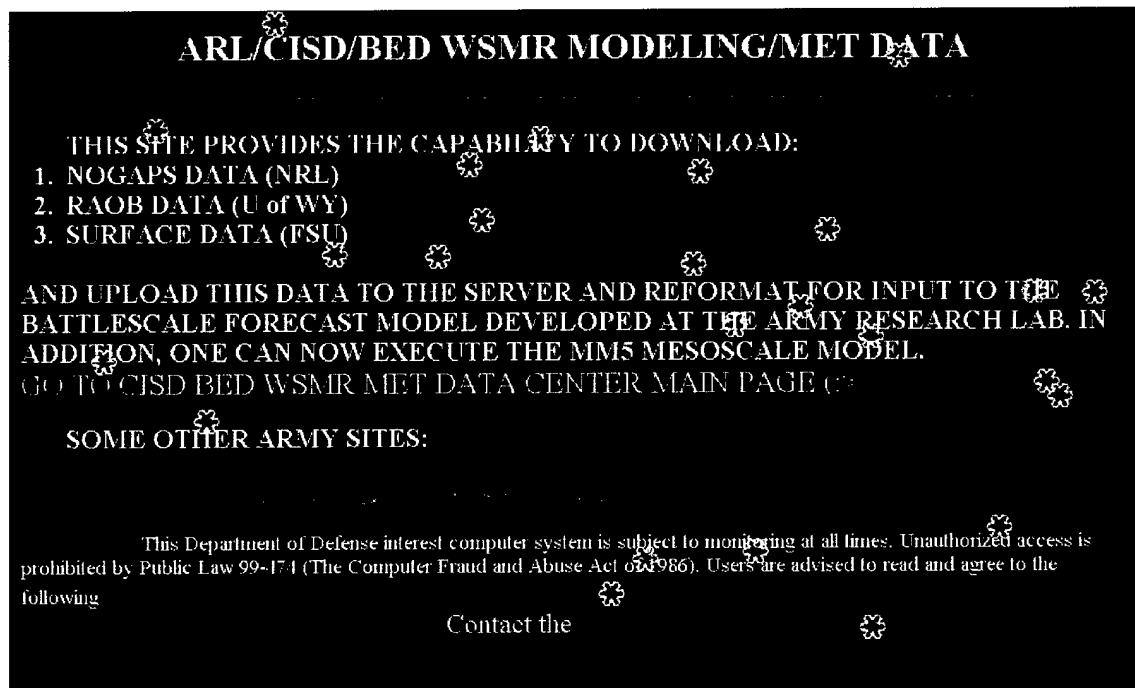 ARL/CISD/BED WSMR MODELING/MET DATA
THIS SITE PROVIDES THE CAPABILITY TO DOWNLOAD:
1. NOGAPS DATA (NRL)
2. RAOB DATA (U of WY)
3. SURFACE DATA (FSU)
AND UPLOAD THIS DATA TO THE SERVER AND REFORMAT FOR INPUT TO THE
BATTLESCALE FORECAST MODEL DEVELOPED AT THE ARMY RESEARCH LAB. IN
ADDITION, ONE CAN NOW EXECUTE THE MM5 MESOSCALE MODEL.
GO TO CISD BED WSMR MET DATA CENTER MAIN PAGE
SOME OTHER ARMY SITES:
This Department of Defense interest computer system is subject to monitoring at all times. Unauthorized access is
prohibited by Public Law 99-474 (The Computer Fraud and Abuse Act of 1986). Users are advised to read and agree to the
following
Contact the